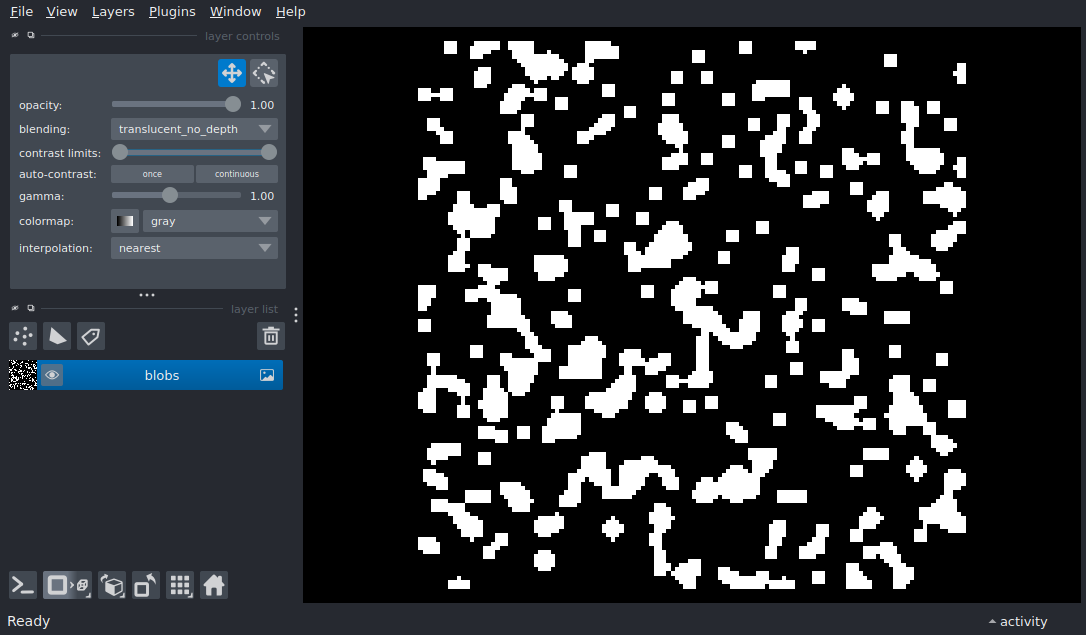 File View Layers Plugins Window Help
layer controls
opacity: 1.00
blending: translucent_no_depth
contrast limits:
auto-contrast: once continuous
gamma: 1.00
colormap: gray
interpolation: nearest
layer list
blobs
Ready
activity